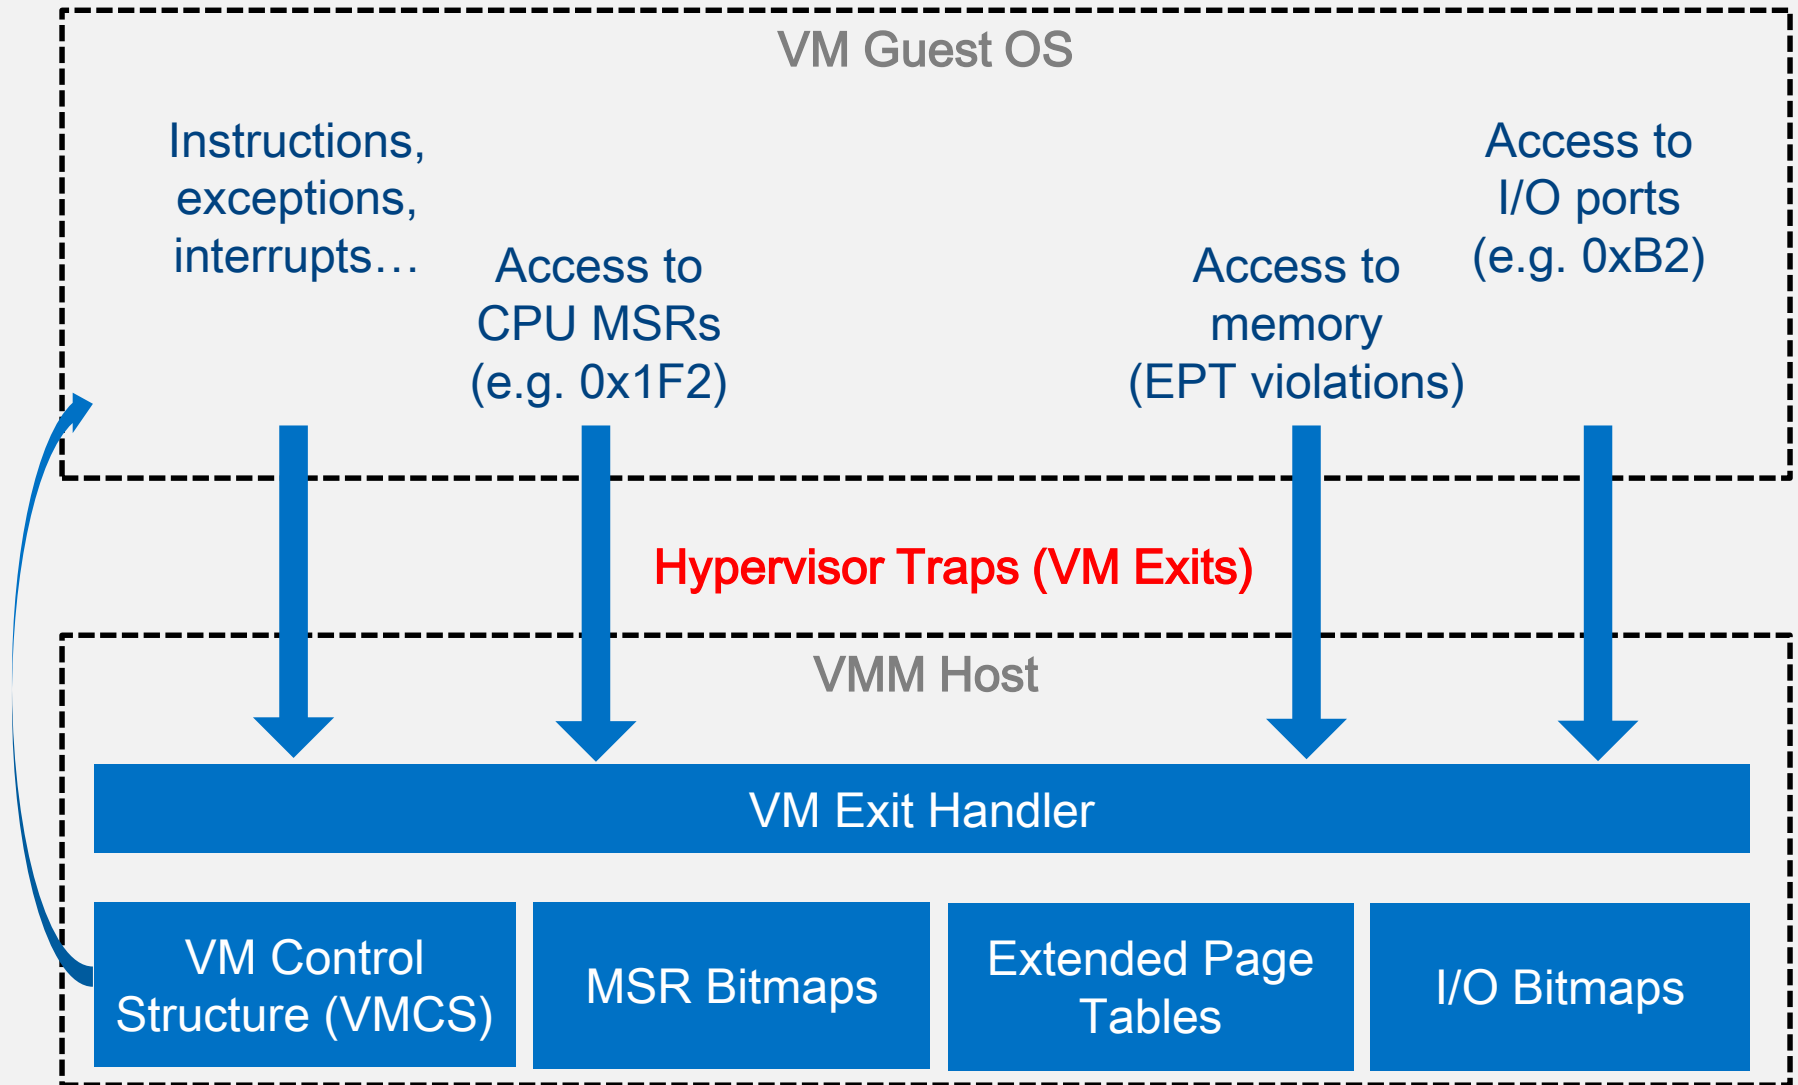 VM Guest OS
Instructions,
exceptions,
interrupts…
Access to
CPU MSRs
(e.g. 0x1F2)
Access to
memory
(EPT violations)
Access to
I/O ports
(e.g. 0xB2)
Hypervisor Traps (VM Exits)
VMM Host
VM Exit Handler
VM Control
Structure (VMCS)
MSR Bitmaps
Extended Page
Tables
I/O Bitmaps